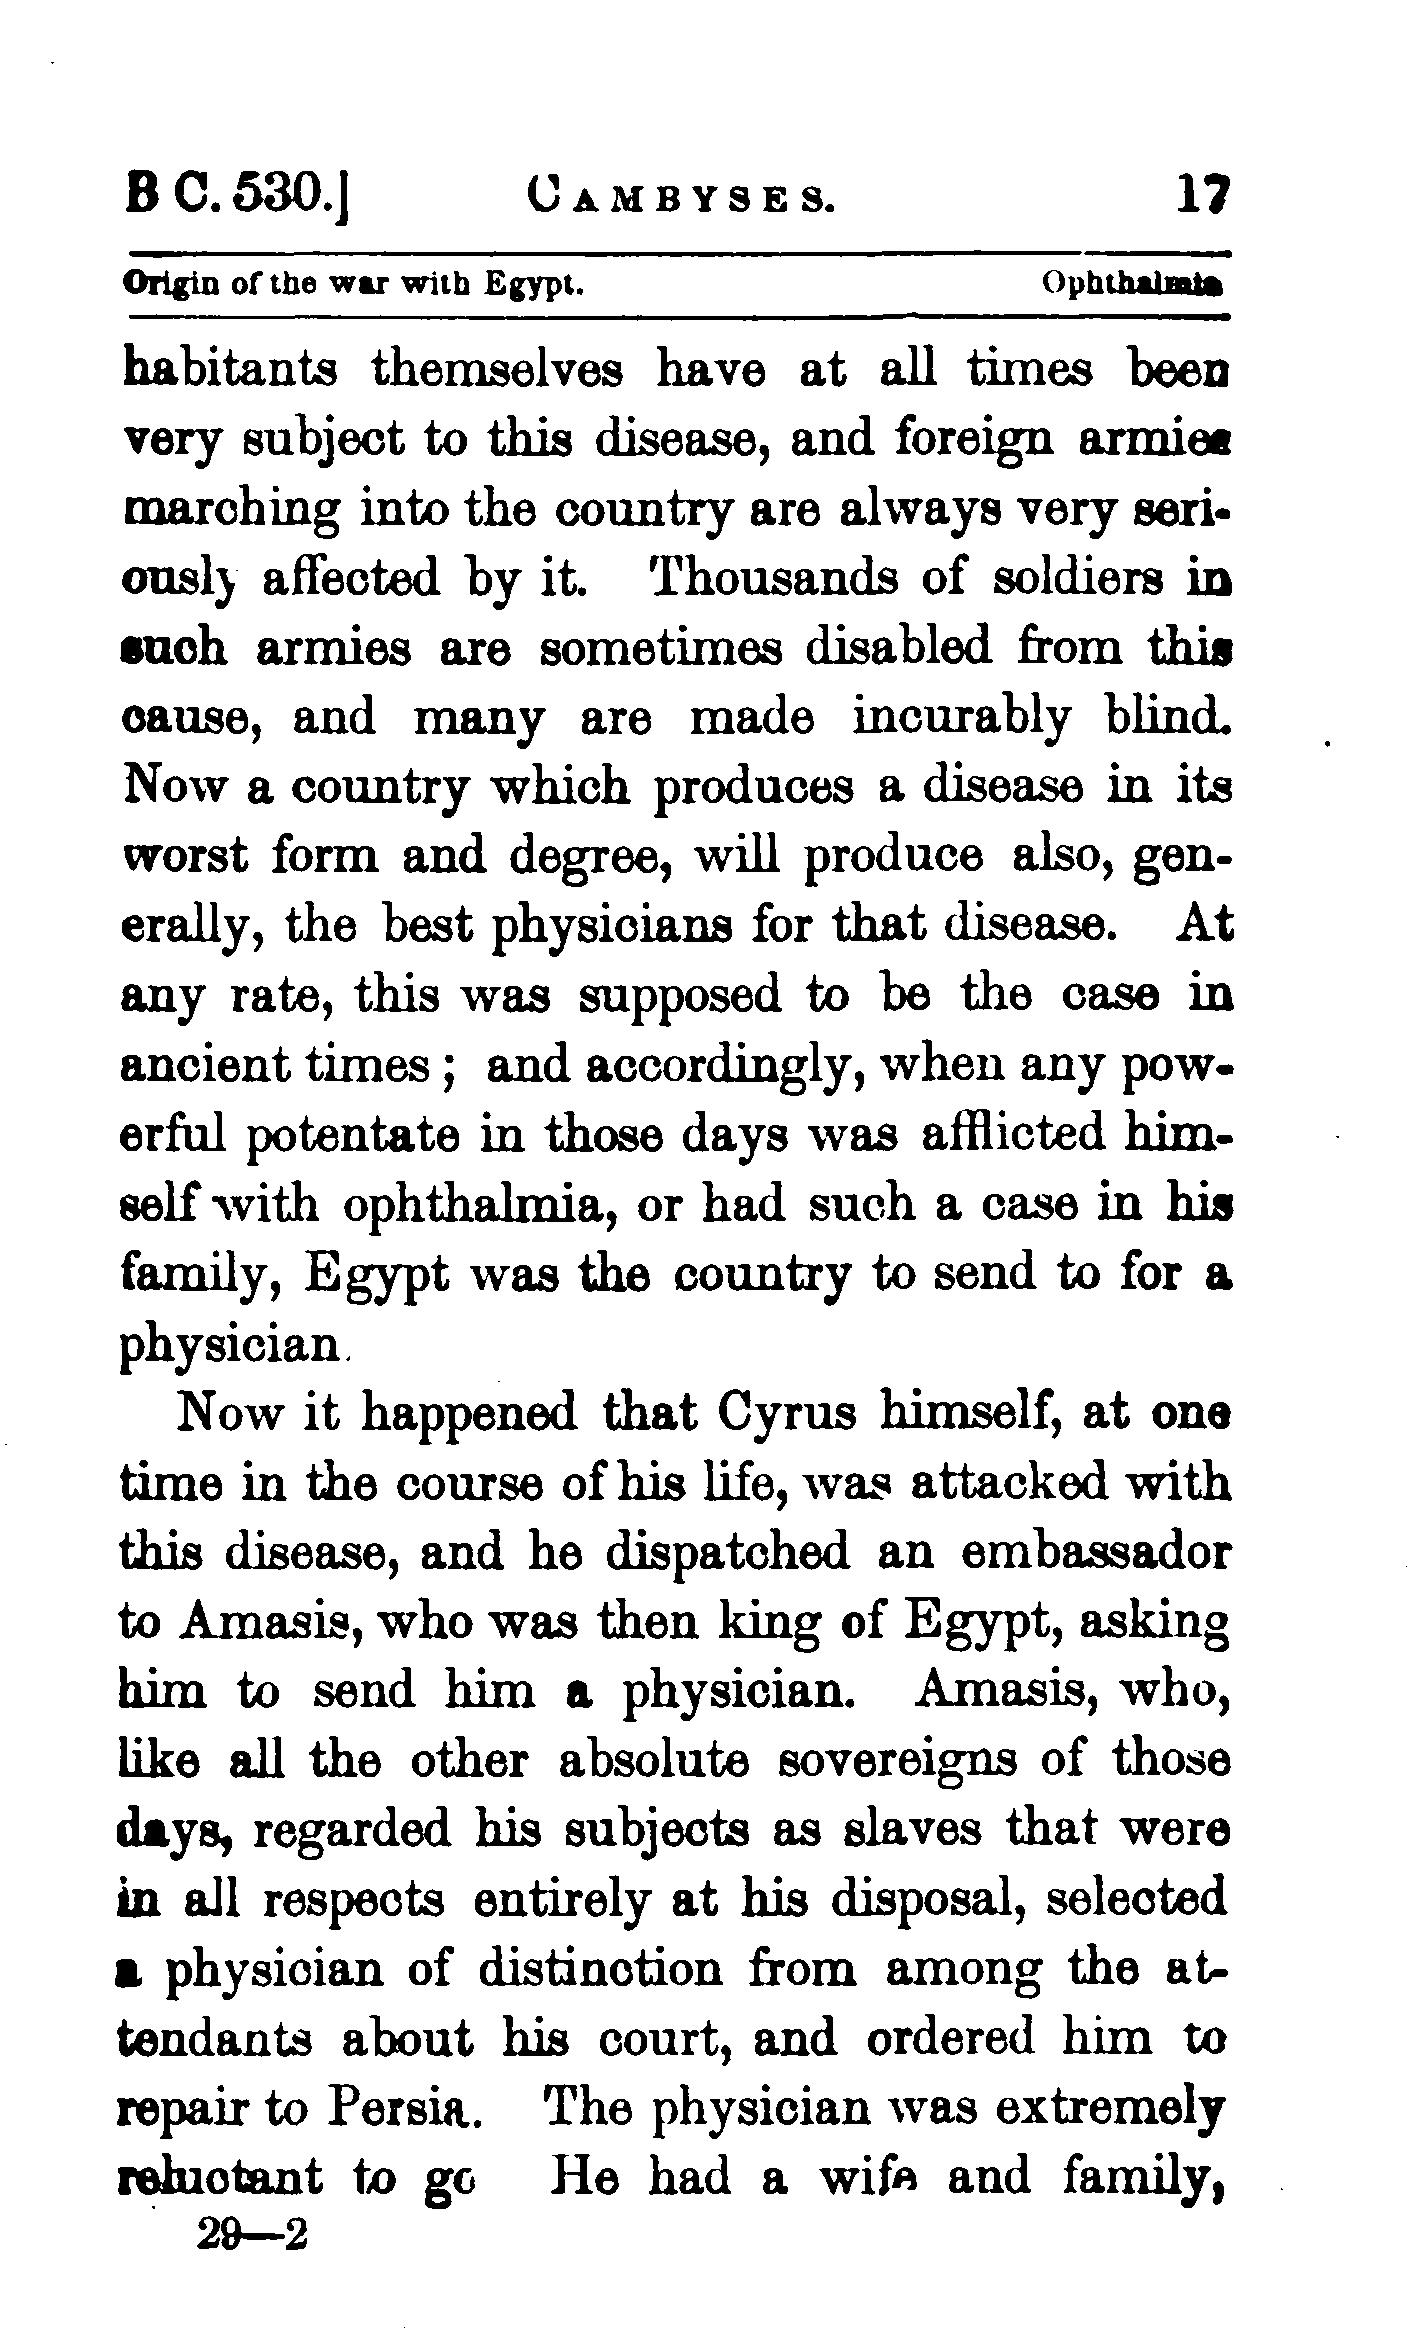 B C. 530.] CAMBYSES. 17
Origin of the war with Egypt. Ophthalmia
habitants themselves have at all times been
very subject to this disease, and foreign armies
marching into the country are always very seri-
ously affected by it. Thousands of soldiers in
such armies are sometimes disabled from this
cause, and many are made incurably blind.
Now a country which produces a disease in its
worst form and degree, will produce also, gen-
erally, the best physicians for that disease. At
any rate, this was supposed to be the case in
ancient times ; and accordingly, when any pow-
erful potentate in those days was afflicted him-
self with ophthalmia, or had such a case in his
family, Egypt was the country to send to for a
physician.
Now it happened that Cyrus himself, at one
time in the course of his life, was attacked with
this disease, and he dispatched an embassador
to Amasis, who was then king of Egypt, asking
him to send him a physician. Amasis, who,
like all the other absolute sovereigns of those
days, regarded his subjects as slaves that were
in all respects entirely at his disposal, selected
a physician of distinction from among the at-
tendants about his court, and ordered him to
repair to Persia. The physician was extremely
reluctant to go He had a wife and family,
29—2